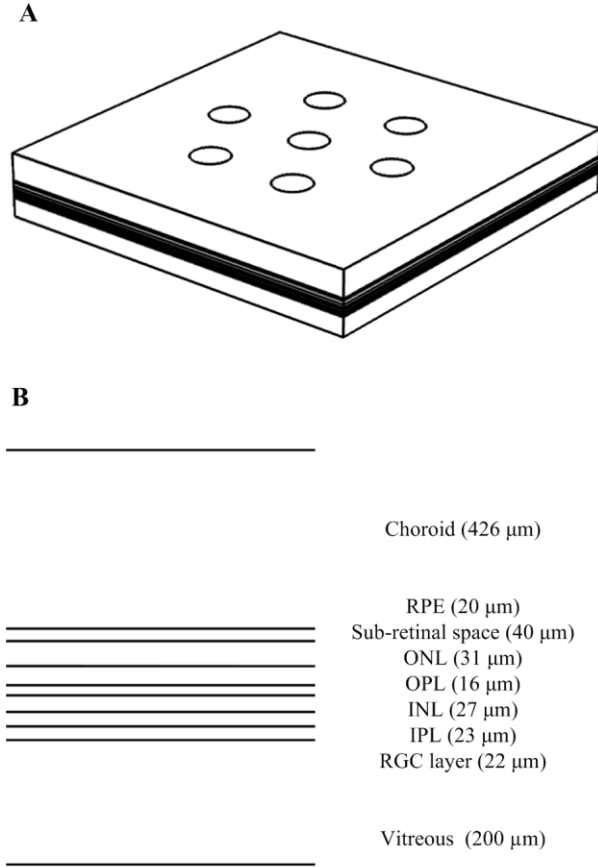 A
B
Choroid (426 μm)
RPE (20 μm)
Sub-retinal space (40 μm)
ONL (31 μm)
OPL (16 μm)
INL (27 μm)
IPL (23 μm)
RGC layer (22 μm)
Vitreous (200 μm)